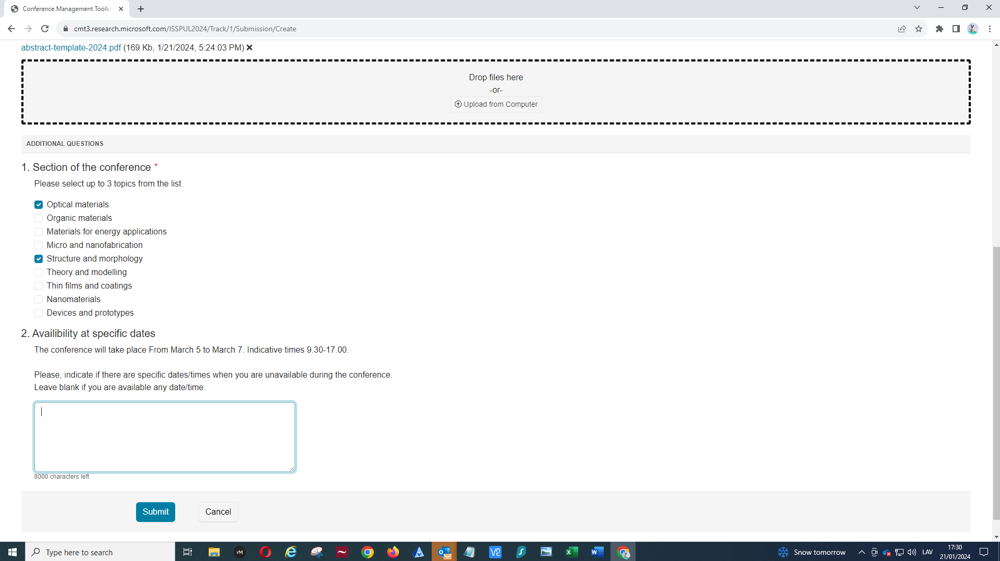 Conference Management Toolki
cmt3.research.microsoft.com/ISSPUL2024/Track/1/Submission/Create
abstract-template-2024.pdf (169 Kb, 1/21/2024, 5:24:03 PM)
Drop files here
-or-
Upload from Computer
ADDITIONAL QUESTIONS
1. Section of the conference *
Please select up to 3 topics from the list
Optical materials
Organic materials
Materials for energy applications
Micro and nanofabrication
Structure and morphology
Theory and modelling
Thin films and coatings
Nanomaterials
Devices and prototypes
2. Availibility at specific dates
The conference will take place From March 5 to March 7. Indicative times 9.30-17.00.
Please, indicate if there are specific dates/times when you are unavailable during the conference.
Leave blank if you are available any date/time.
8000 characters left
Submit
Cancel
Type here to search
rM
VE
Snow tomorrow
LAV
17:30
21/01/2024